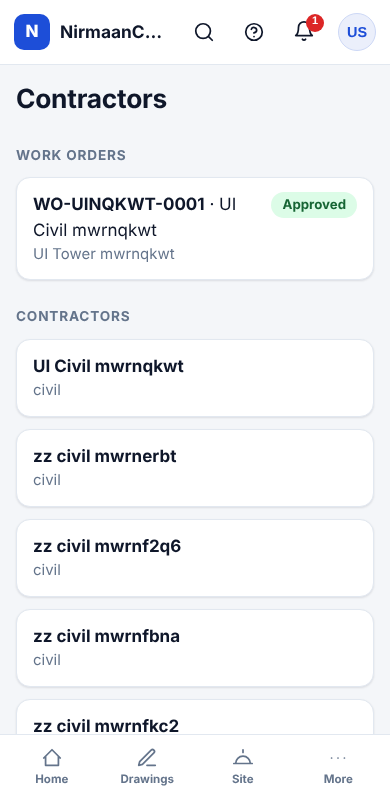 N NirmaanC... 1 US
Contractors
WORK ORDERS
WO-UINQKWT-0001 · UI Approved
Civil mwrnqkwt
UI Tower mwrnqkwt
CONTRACTORS
UI Civil mwrnqkwt
civil
zz civil mwrnerbt
civil
zz civil mwrnf2q6
civil
zz civil mwrnfbna
civil
zz civil mwrnfkc2
Home Drawings Site More